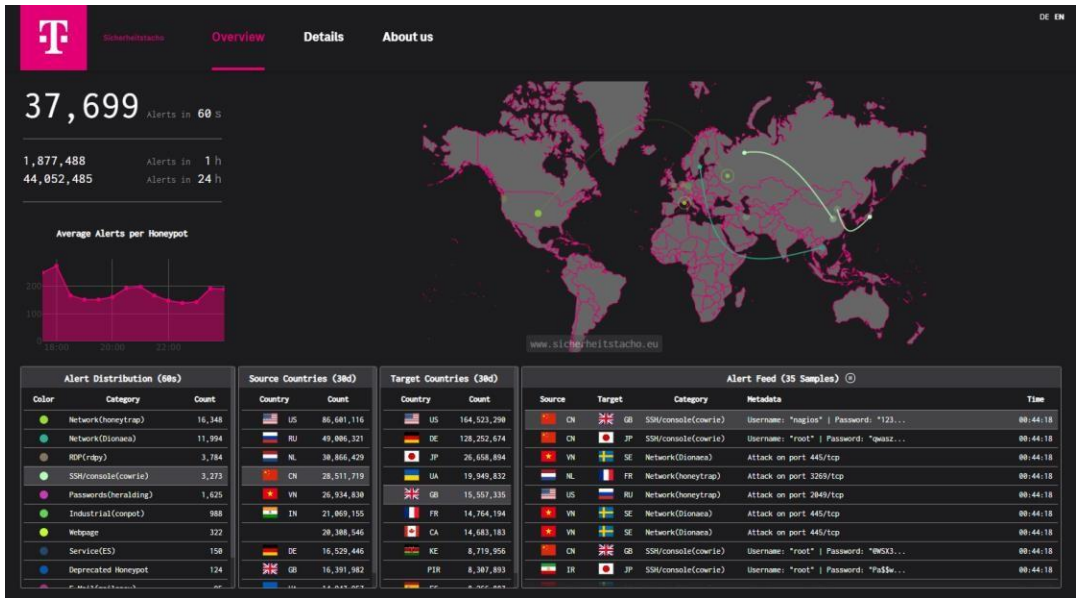 T
Sicherheitstacho
Overview
Details
About us
DE EN
37,699 Alerts in 60 s
1,877,488 Alerts in 1 h
44,052,485 Alerts in 24 h
Average Alerts per Honeypot
200
100
0
18:00 20:00 22:00
www.sicherheitstacho.eu
Alert Distribution (60s)
Color Category Count
Network(honeytrap) 16,348
Network(Dionaea) 11,994
RDP(rdpy) 3,784
SSH/console(cowrie) 3,273
Passwords(heralding) 1,625
Industrial(conpot) 988
Webpage 322
Service(ES) 150
Deprecated Honeypot 124
Source Countries (30d)
Country Count
US 86,601,116
RU 49,006,321
NL 30,866,429
CN 28,511,719
VN 26,934,830
IN 21,069,155
20,308,546
DE 16,529,446
GB 16,391,982
Target Countries (30d)
Country Count
US 164,523,290
DE 128,252,674
JP 26,658,894
UA 19,949,832
GB 15,557,335
FR 14,764,194
CA 14,683,183
KE 8,719,956
PIR 8,307,893
Alert Feed (35 Samples)
Source Target Category Metadata Time
CN GB SSH/console(cowrie) Username: "nagios" | Password: "123... 00:44:18
CN JP SSH/console(cowrie) Username: "root" | Password: "qwasz... 00:44:18
VN SE Network(Dionaea) Attack on port 445/tcp 00:44:18
NL FR Network(honeytrap) Attack on port 3269/tcp 00:44:18
US RU Network(honeytrap) Attack on port 2049/tcp 00:44:18
VN SE Network(Dionaea) Attack on port 445/tcp 00:44:18
VN SE Network(Dionaea) Attack on port 445/tcp 00:44:18
CN GB SSH/console(cowrie) Username: "root" | Password: "@WSX3... 00:44:18
IR JP SSH/console(cowrie) Username: "root" | Password: "Pa$$w... 00:44:18